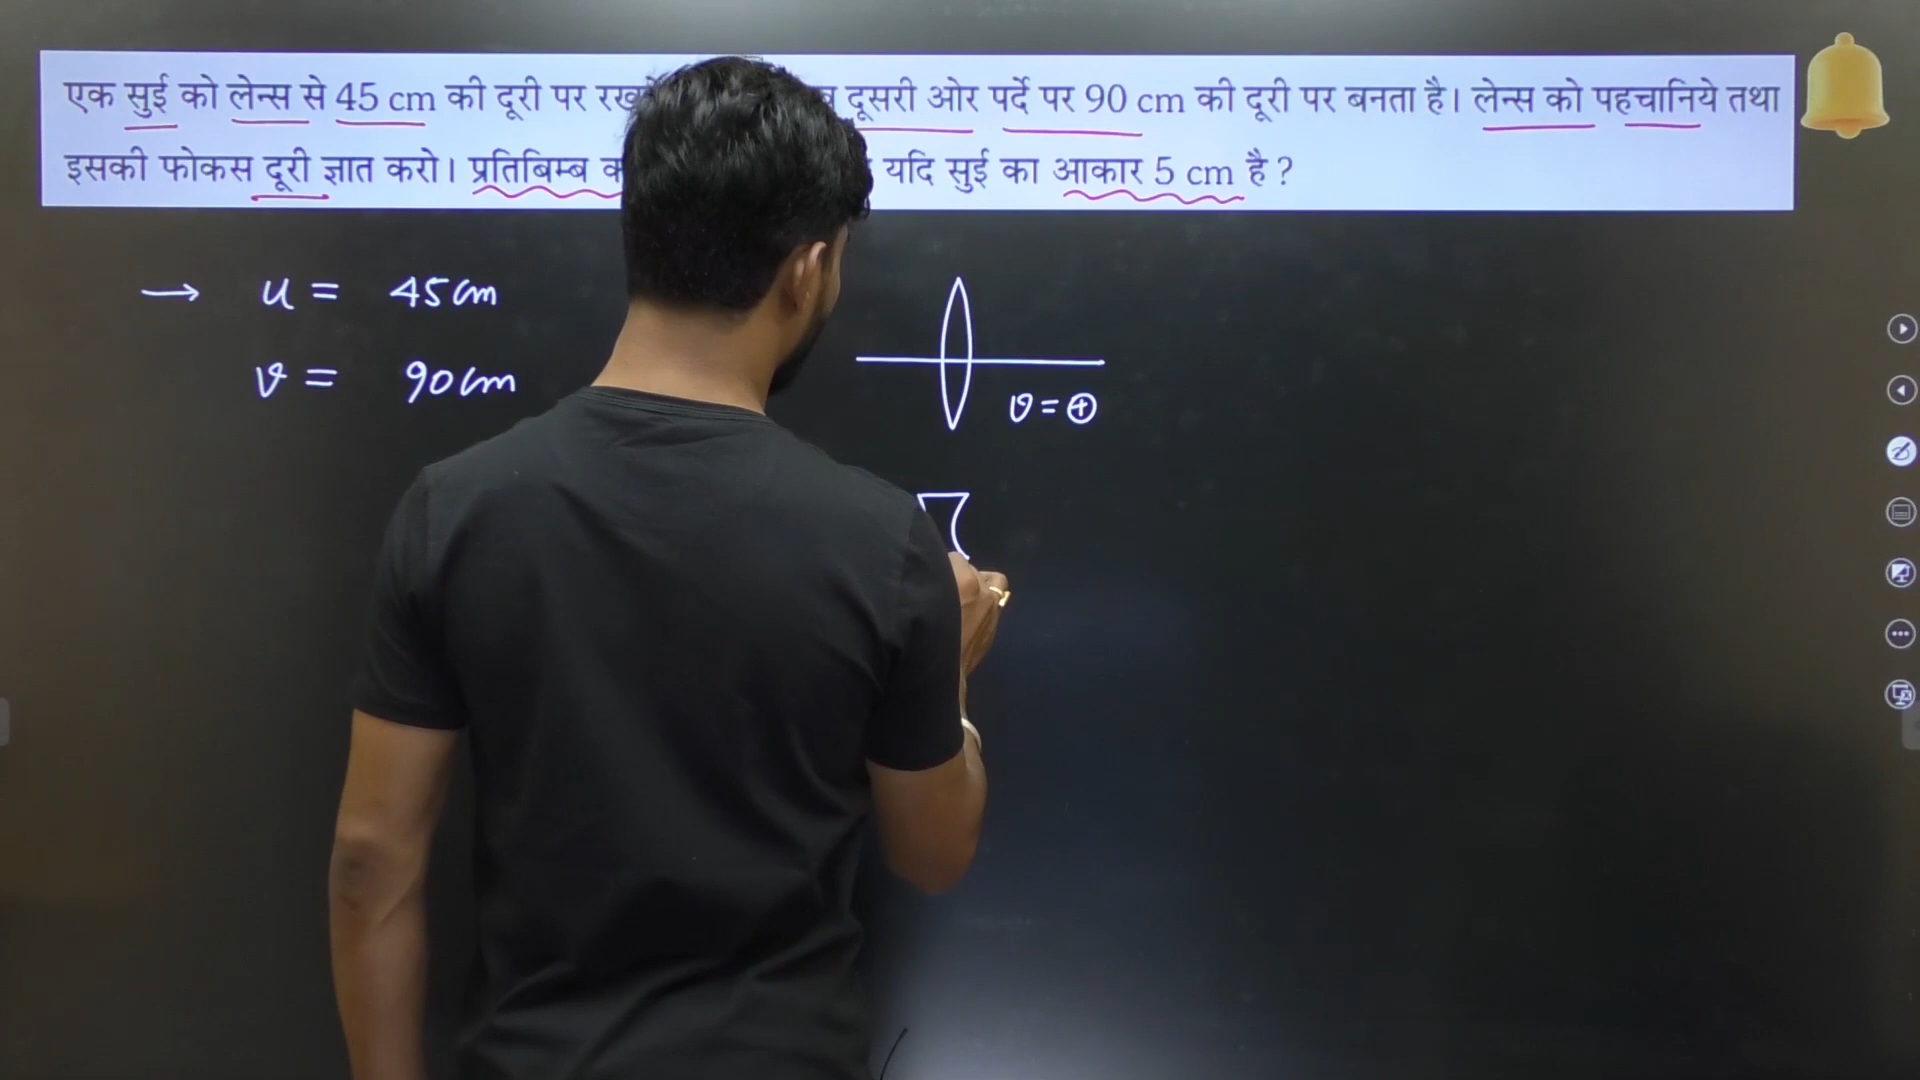 एक सुई को लेन्स से 45 cm की दूरी पर दूसरी ओर पर्दे पर 90 cm की दूरी पर बनता है। लेन्स को पहचानिये तथा
इसकी फोकस दूरी ज्ञात करो। प्रतिबिम्ब यदि सुई का आकार 5 cm है ?
→ u = 45cm
v = 90cm
v = ⊕